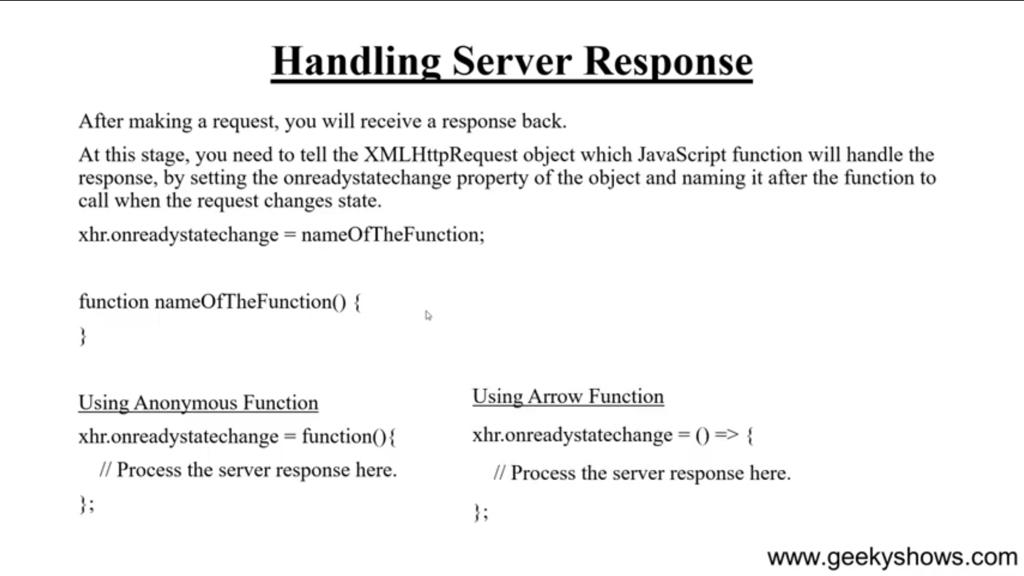 Handling Server Response
After making a request, you will receive a response back.
At this stage, you need to tell the XMLHttpRequest object which JavaScript function will handle the
response, by setting the onreadystatechange property of the object and naming it after the function to
call when the request changes state.
xhr.onreadystatechange = nameOfTheFunction;
function nameOfTheFunction() {
}
Using Anonymous Function
xhr.onreadystatechange = function(){
// Process the server response here.
};
Using Arrow Function
xhr.onreadystatechange = () => {
// Process the server response here.
};
www.geekyshows.com